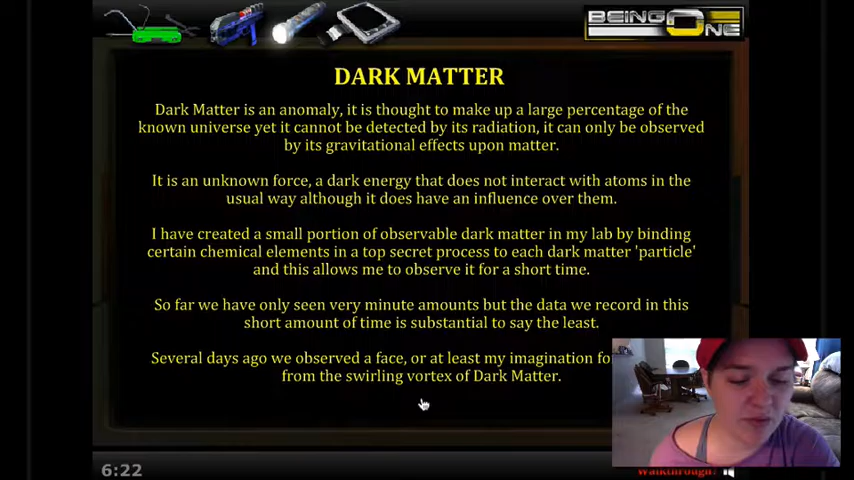 BEING
ONE
DARK MATTER
Dark Matter is an anomaly, it is thought to make up a large percentage of the
known universe yet it cannot be detected by its radiation, it can only be observed
by its gravitational effects upon matter.
It is an unknown force, a dark energy that does not interact with atoms in the
usual way although it does have an influence over them.
I have created a small portion of observable dark matter in my lab by binding
certain chemical elements in a top secret process to each dark matter 'particle'
and this allows me to observe it for a short time.
So far we have only seen very minute amounts but the data we record in this
short amount of time is substantial to say the least.
Several days ago we observed a face, or at least my imagination
from the swirling vortex of Dark Matter.
6:22
Walkthrough